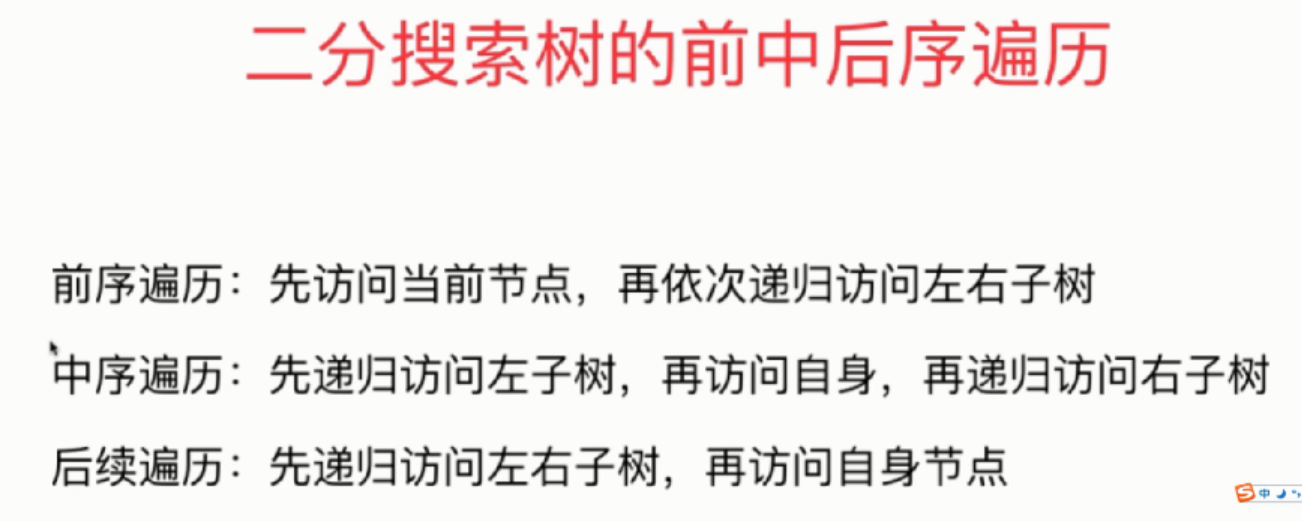 二分搜索树的前中后序遍历
前序遍历：先访问当前节点，再依次递归访问左右子树
中序遍历：先递归访问左子树，再访问自身，再递归访问右子树
后续遍历：先递归访问左右子树，再访问自身节点
S中